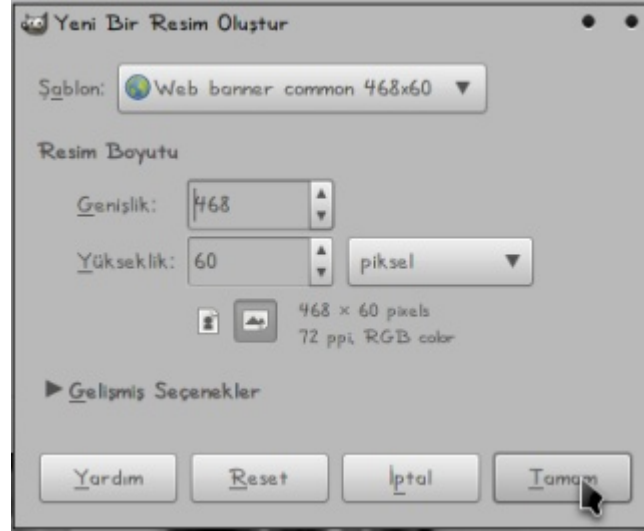 Yeni Bir Resim Oluştur
Şablon: Web banner common 468x60
Resim Boyutu
Genişlik: 468
Yükseklik: 60 piksel
468 × 60 pixels
72 ppi, RGB color
Gelişmiş Seçenekler
Yardım Reset İptal Tamam